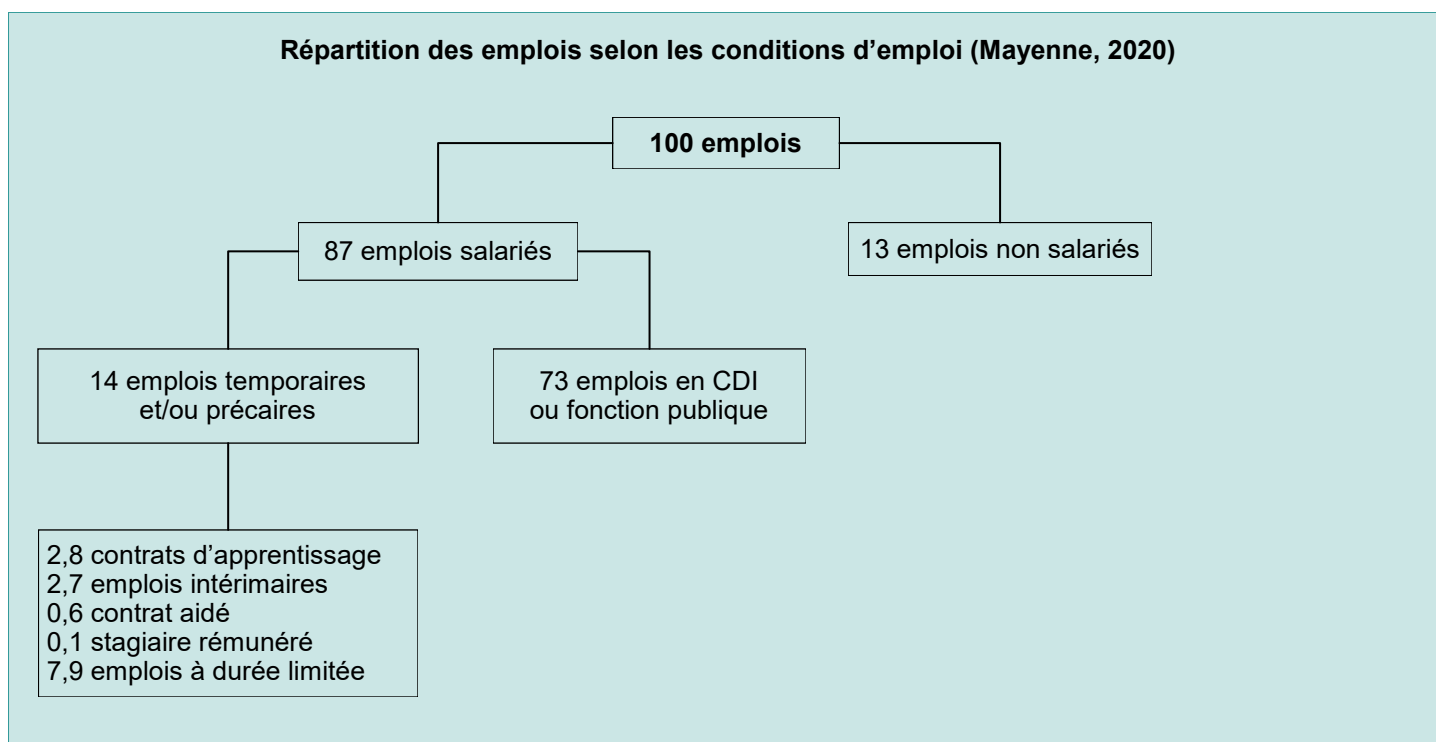 Répartition des emplois selon les conditions d’emploi (Mayenne, 2020)
100 emplois
87 emplois salariés
13 emplois non salariés
14 emplois temporaires
et/ou précaires
73 emplois en CDI
ou fonction publique
2,8 contrats d’apprentissage
2,7 emplois intérimaires
0,6 contrat aidé
0,1 stagiaire rémunéré
7,9 emplois à durée limitée